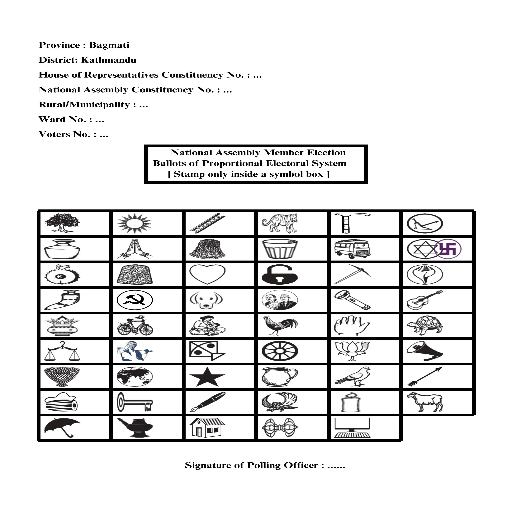 Province : Bagmati
District: Kathmandu
House of Representatives Constituency No. : ...
National Assembly Constituency No. : ...
Rural/Municipality : ...
Ward No. : ...
Voters No. : ...
National Assembly Member Election
Ballots of Proportional Electoral System
[ Stamp only inside a symbol box ]
Signature of Polling Officer : ......